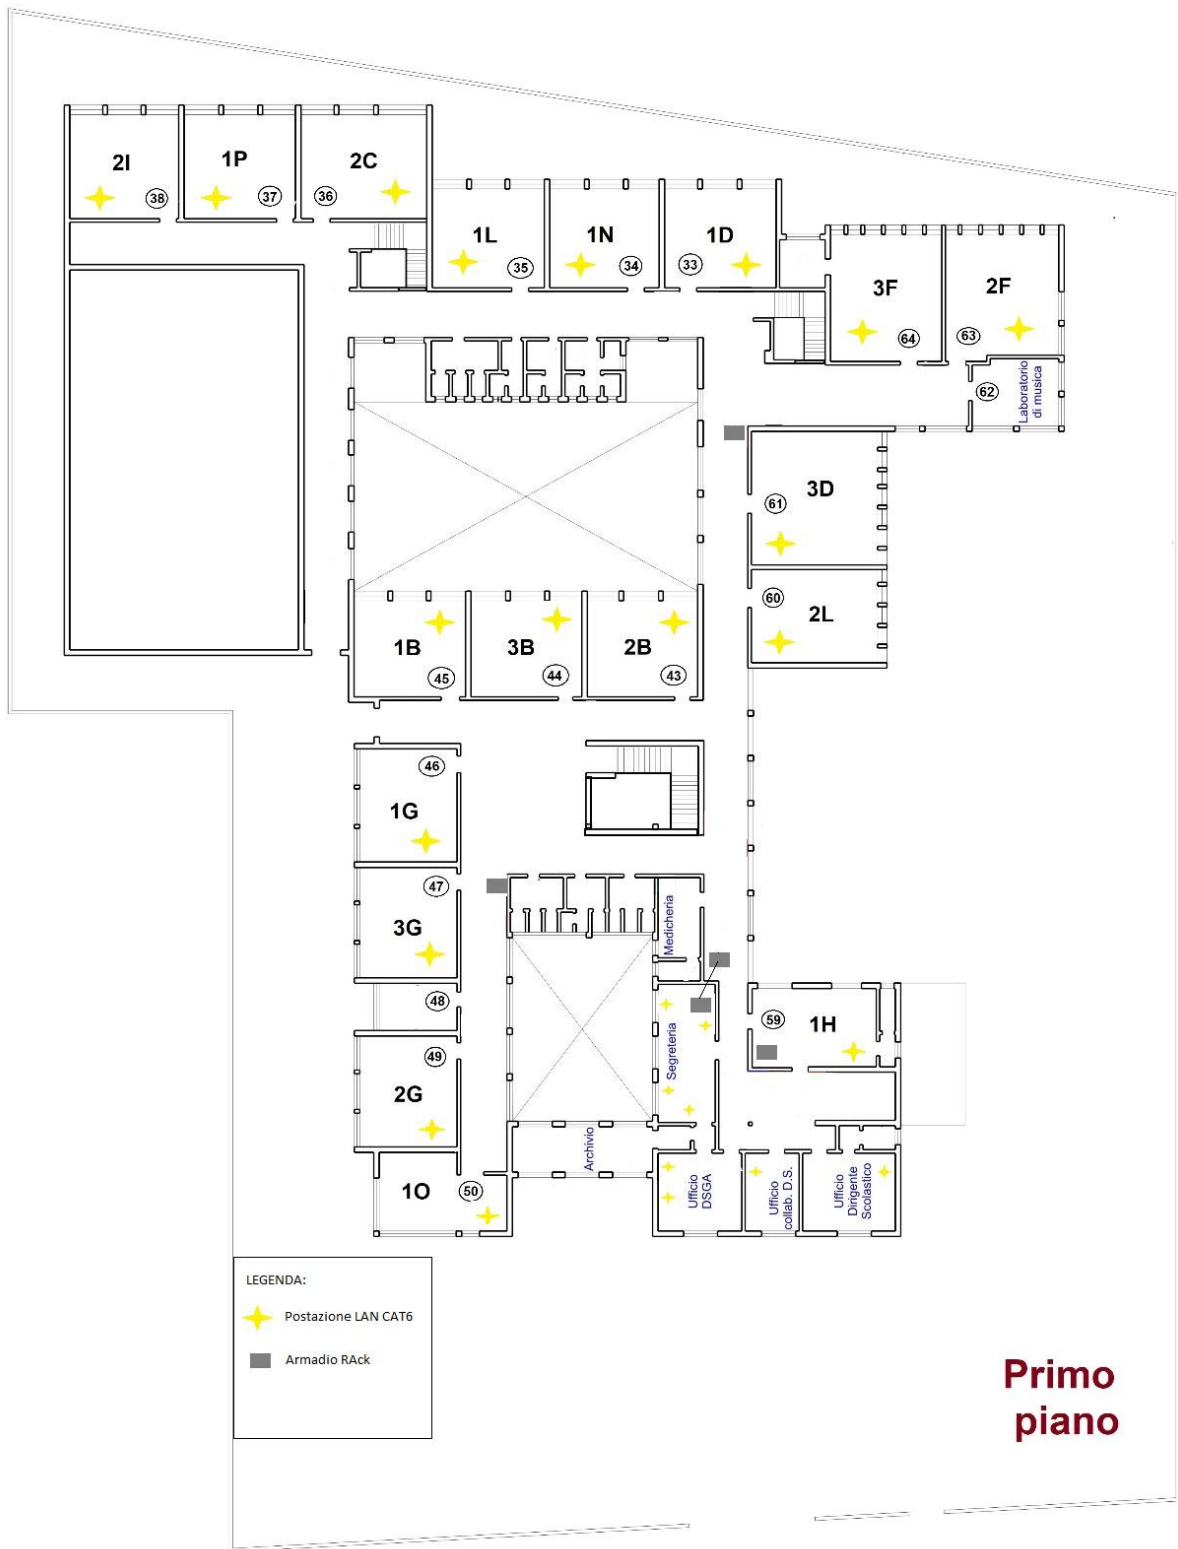 2I
1P
2C
38
37
36
1L
1N
1D
35
34
33
3F
2F
64
63
62
Laboratorio
di musica
3D
61
60
2L
1B
3B
2B
45
44
43
46
1G
47
3G
48
49
2G
1O
50
Medicheria
Segreteria
59
1H
Archivio
Ufficio
DSGA
Ufficio
collab. D.S.
Ufficio
Dirigente
Scolastico
LEGENDA:
Postazione LAN CAT6
Armadio RAck
Primo
piano